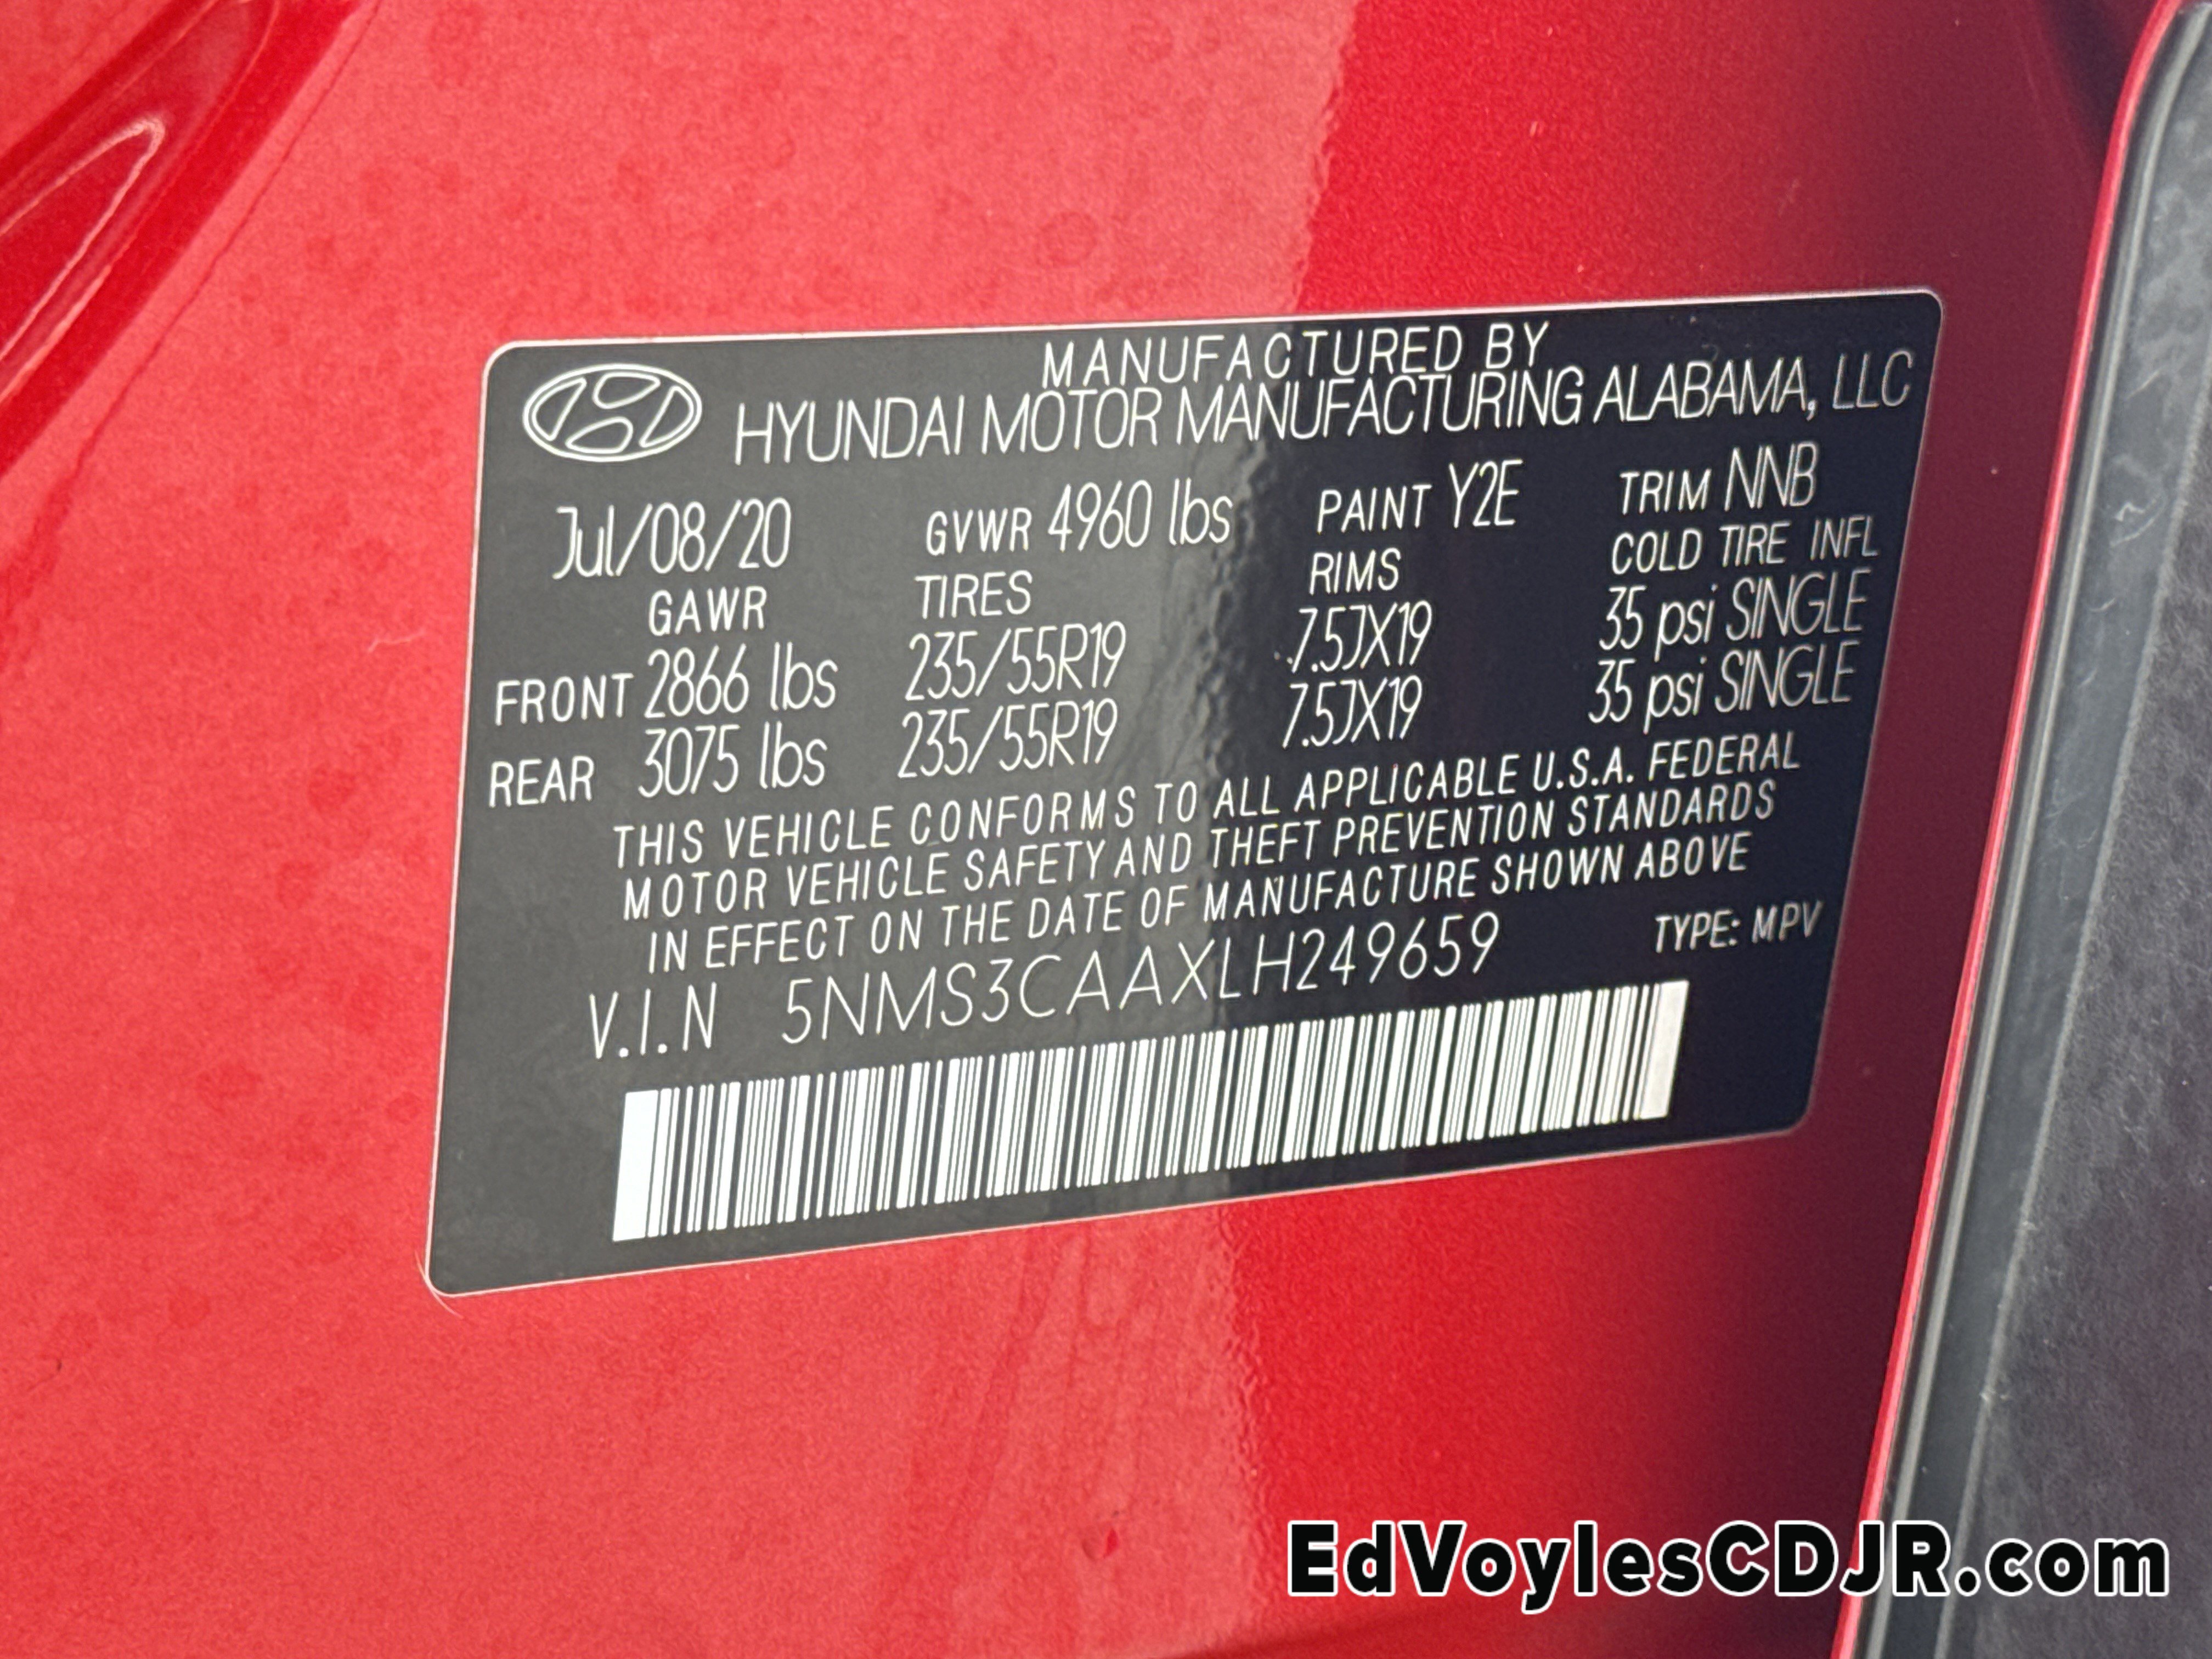 MANUFACTURED BY
HYUNDAI MOTOR MANUFACTURING ALABAMA, LLC
Jul/08/20 GVWR 4960 lbs PAINT Y2E TRIM NNB
GAWR TIRES RIMS COLD TIRE INFL
FRONT 2866 lbs 235/55R19 7.5JX19 35 psi SINGLE
REAR 3075 lbs 235/55R19 7.5JX19 35 psi SINGLE
THIS VEHICLE CONFORMS TO ALL APPLICABLE U.S.A. FEDERAL
MOTOR VEHICLE SAFETY AND THEFT PREVENTION STANDARDS
IN EFFECT ON THE DATE OF MANUFACTURE SHOWN ABOVE
V.I.N 5NMS3CAAXLH249659 TYPE: MPV
EdVoylesCDJR.com